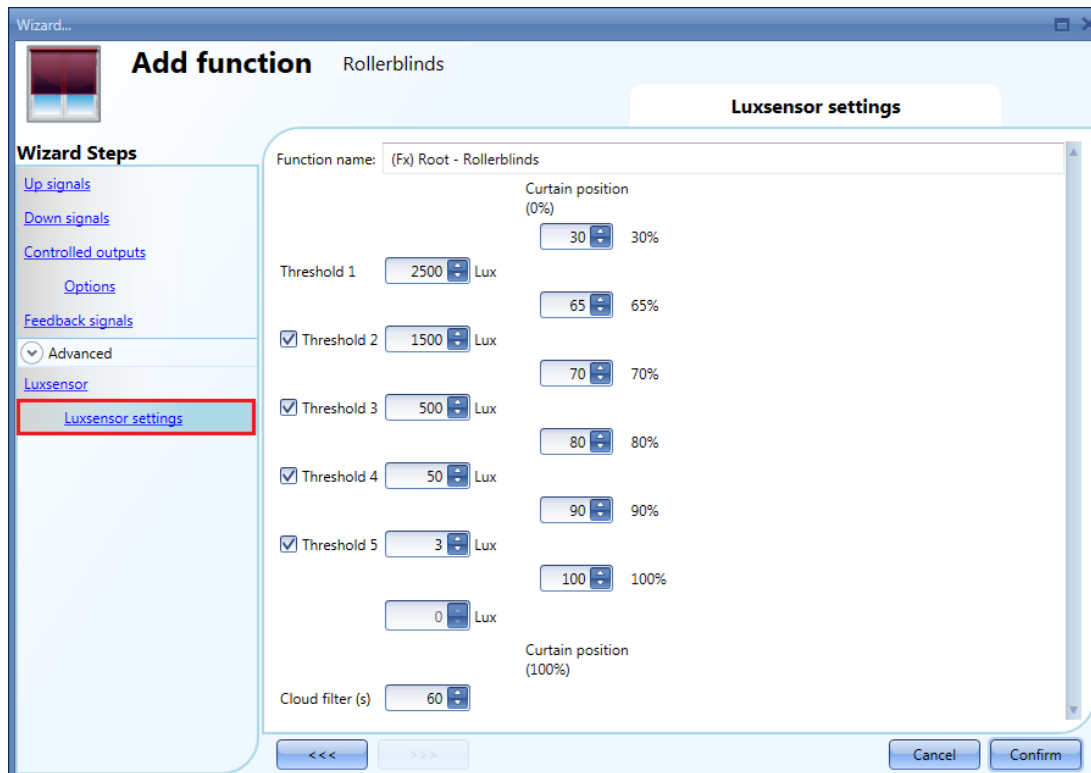 Wizard...
Add function Rollerblinds
Luxsensor settings
Wizard Steps
Up signals
Down signals
Controlled outputs
Options
Feedback signals
Advanced
Luxsensor
Luxsensor settings
Function name: (Fx) Root - Rollerblinds
Curtain position
(0%)
30 30%
Threshold 1 2500 Lux
65 65%
Threshold 2 1500 Lux
70 70%
Threshold 3 500 Lux
80 80%
Threshold 4 50 Lux
90 90%
Threshold 5 3 Lux
100 100%
0 Lux
Curtain position
(100%)
Cloud filter (s) 60
<<< >>> Cancel Confirm